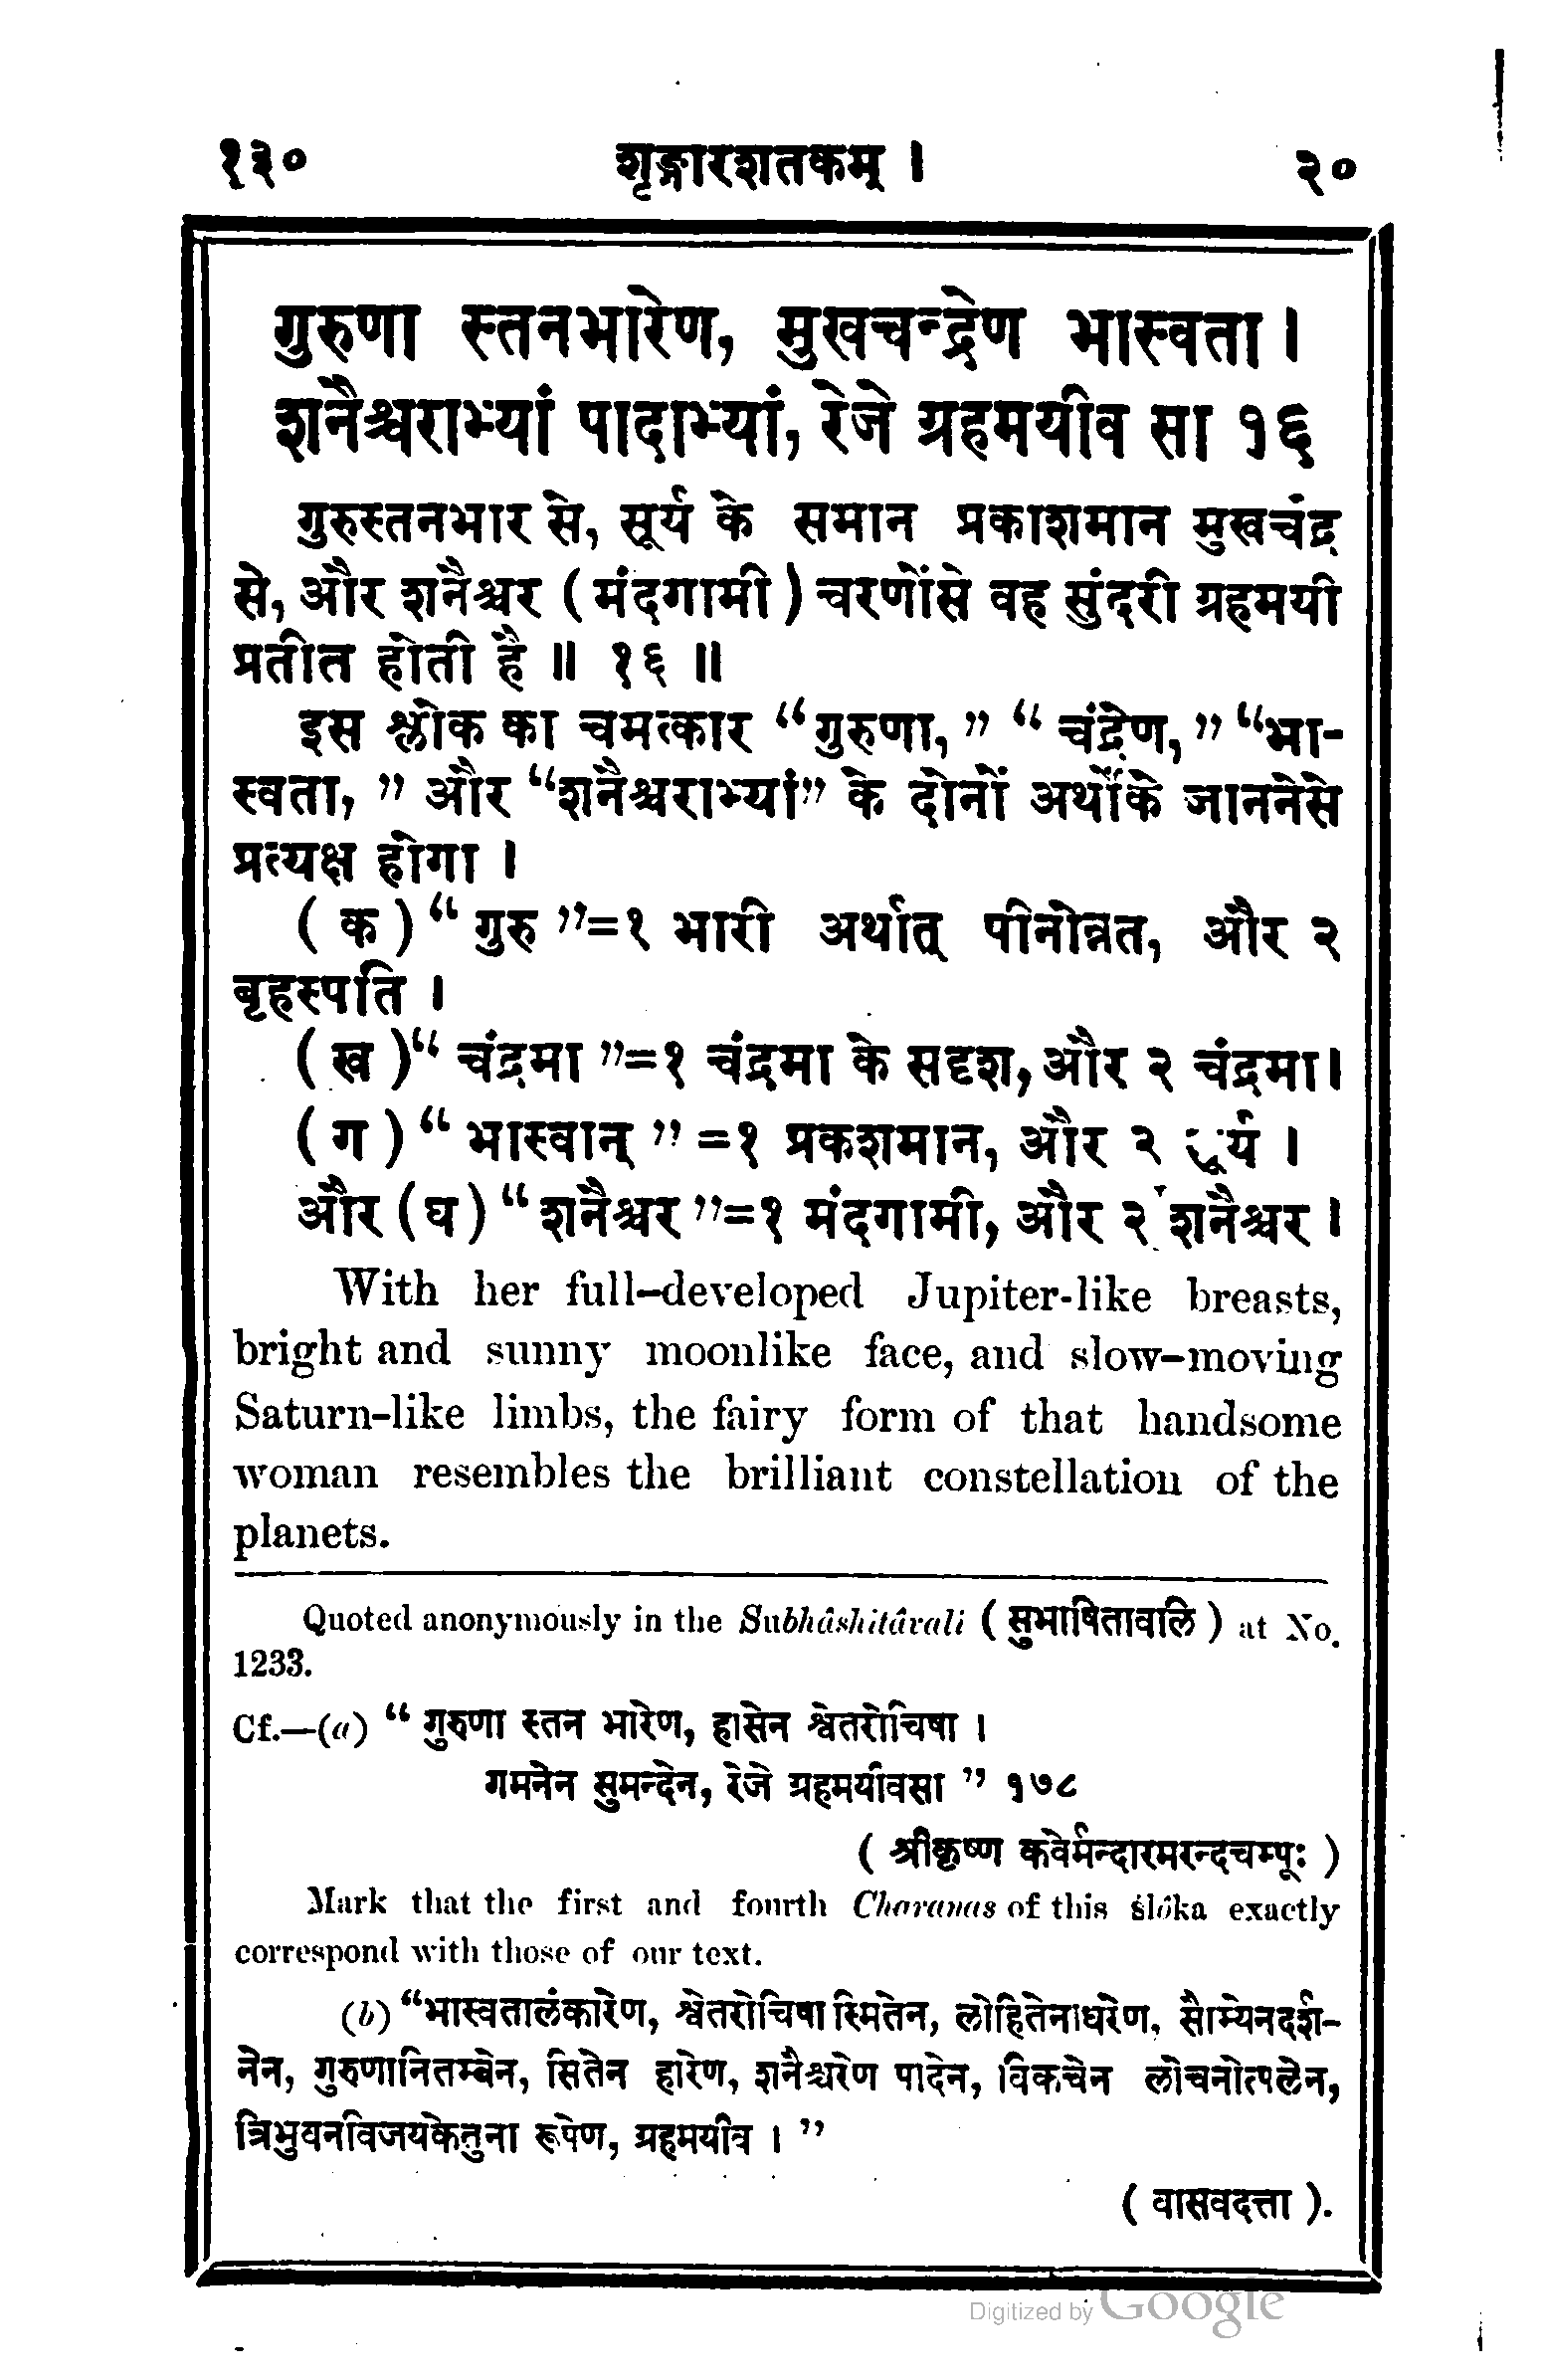 १३० शृङ्गारशतकम् । २०
गुरुणा स्तनभारेण, मुखचन्द्रेण भास्वता ।
शनैश्चराभ्यां पादाभ्यां, रेजे ग्रहमयीव सा १६
गुरुस्तनभार से, सूर्य के समान प्रकाशमान मुखचंद्र
से, और शनैश्चर ( मंदगामी ) चरणोंसे वह सुंदरी ग्रहमयी
प्रतीत होती है ॥ १६ ॥
इस श्लोक का चमत्कार “ गुरुणा, ” “ चंद्रेण, ” “भा-
स्वता, ” और “शनैश्चराभ्यां” के दोनों अर्थोंके जाननेसे
प्रत्यक्ष होगा ।
( क ) “ गुरु ”=१ भारी अर्थात् पीनोन्नत, और २
बृहस्पति ।
( ख )“ चंद्रमा ”=१ चंद्रमा के सदृश, और २ चंद्रमा।
( ग ) “ भास्वान् ” =१ प्रकशमान, और २ सूर्य ।
और ( घ ) “ शनैश्चर ”=१ मंदगामी, और २ शनैश्चर ।
With her full-developed Jupiter-like breasts,
bright and sunny moonlike face, and slow-moving
Saturn-like limbs, the fairy form of that handsome
woman resembles the brilliant constellation of the
planets.
Quoted anonymously in the Subhâshitâvali ( सुभाषितावलि ) at No.
1233.
Cf.—(a) “ गुरुणा स्तन भारेण, हासेन श्वेतरोचिषा ।
गमनेन सुमन्देन, रेजे ग्रहमयीवसा ” १७८
( श्रीकृष्ण कवेर्मन्दारमरन्दचम्पूः )
Mark that the first and fourth Charanas of this ślôka exactly
correspond with those of our text.
(b) “भास्वतालंकारेण, श्वेतरोचिषा स्मितेन, लोहितेनाधरेण, सैाम्येनदर्श-
नेन, गुरुणानितम्बेन, सितेन हारेण, शनैश्चरेण पादेन, विकचेन लोचनोत्पलेन,
त्रिभुवनविजयकेतुना रूपेण, ग्रहमयीव । ”
( वासवदत्ता ).
Digitized by Google